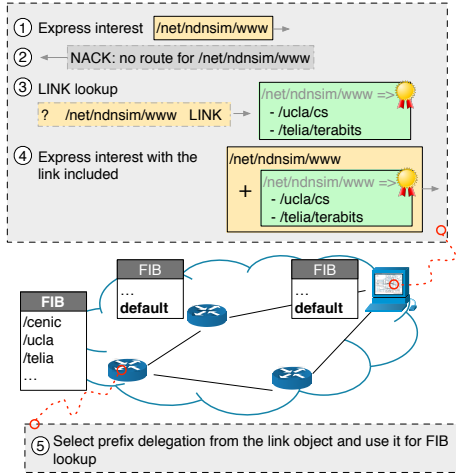 1 Express interest /net/ndnsim/www
2 NACK: no route for /net/ndnsim/www
3 LINK lookup
/net/ndnsim/www =>
- /ucla/cs
- /telia/terabits
? /net/ndnsim/www LINK
4 Express interest with the
link included
/net/ndnsim/www
+
/net/ndnsim/www =>
- /ucla/cs
- /telia/terabits
FIB
...
default
FIB
...
default
FIB
/cenic
/ucla
/telia
...
5 Select prefix delegation from the link object and use it for FIB
lookup